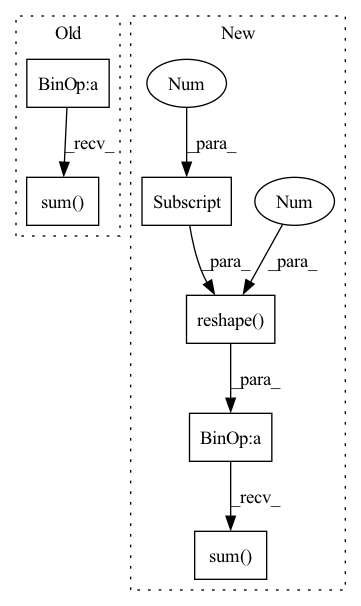 Old
New
BinOp:a
Num
_recv_
_para_
sum()
Subscript
Num
_para_
_para_
reshape()
_para_
BinOp:a
_recv_
sum()